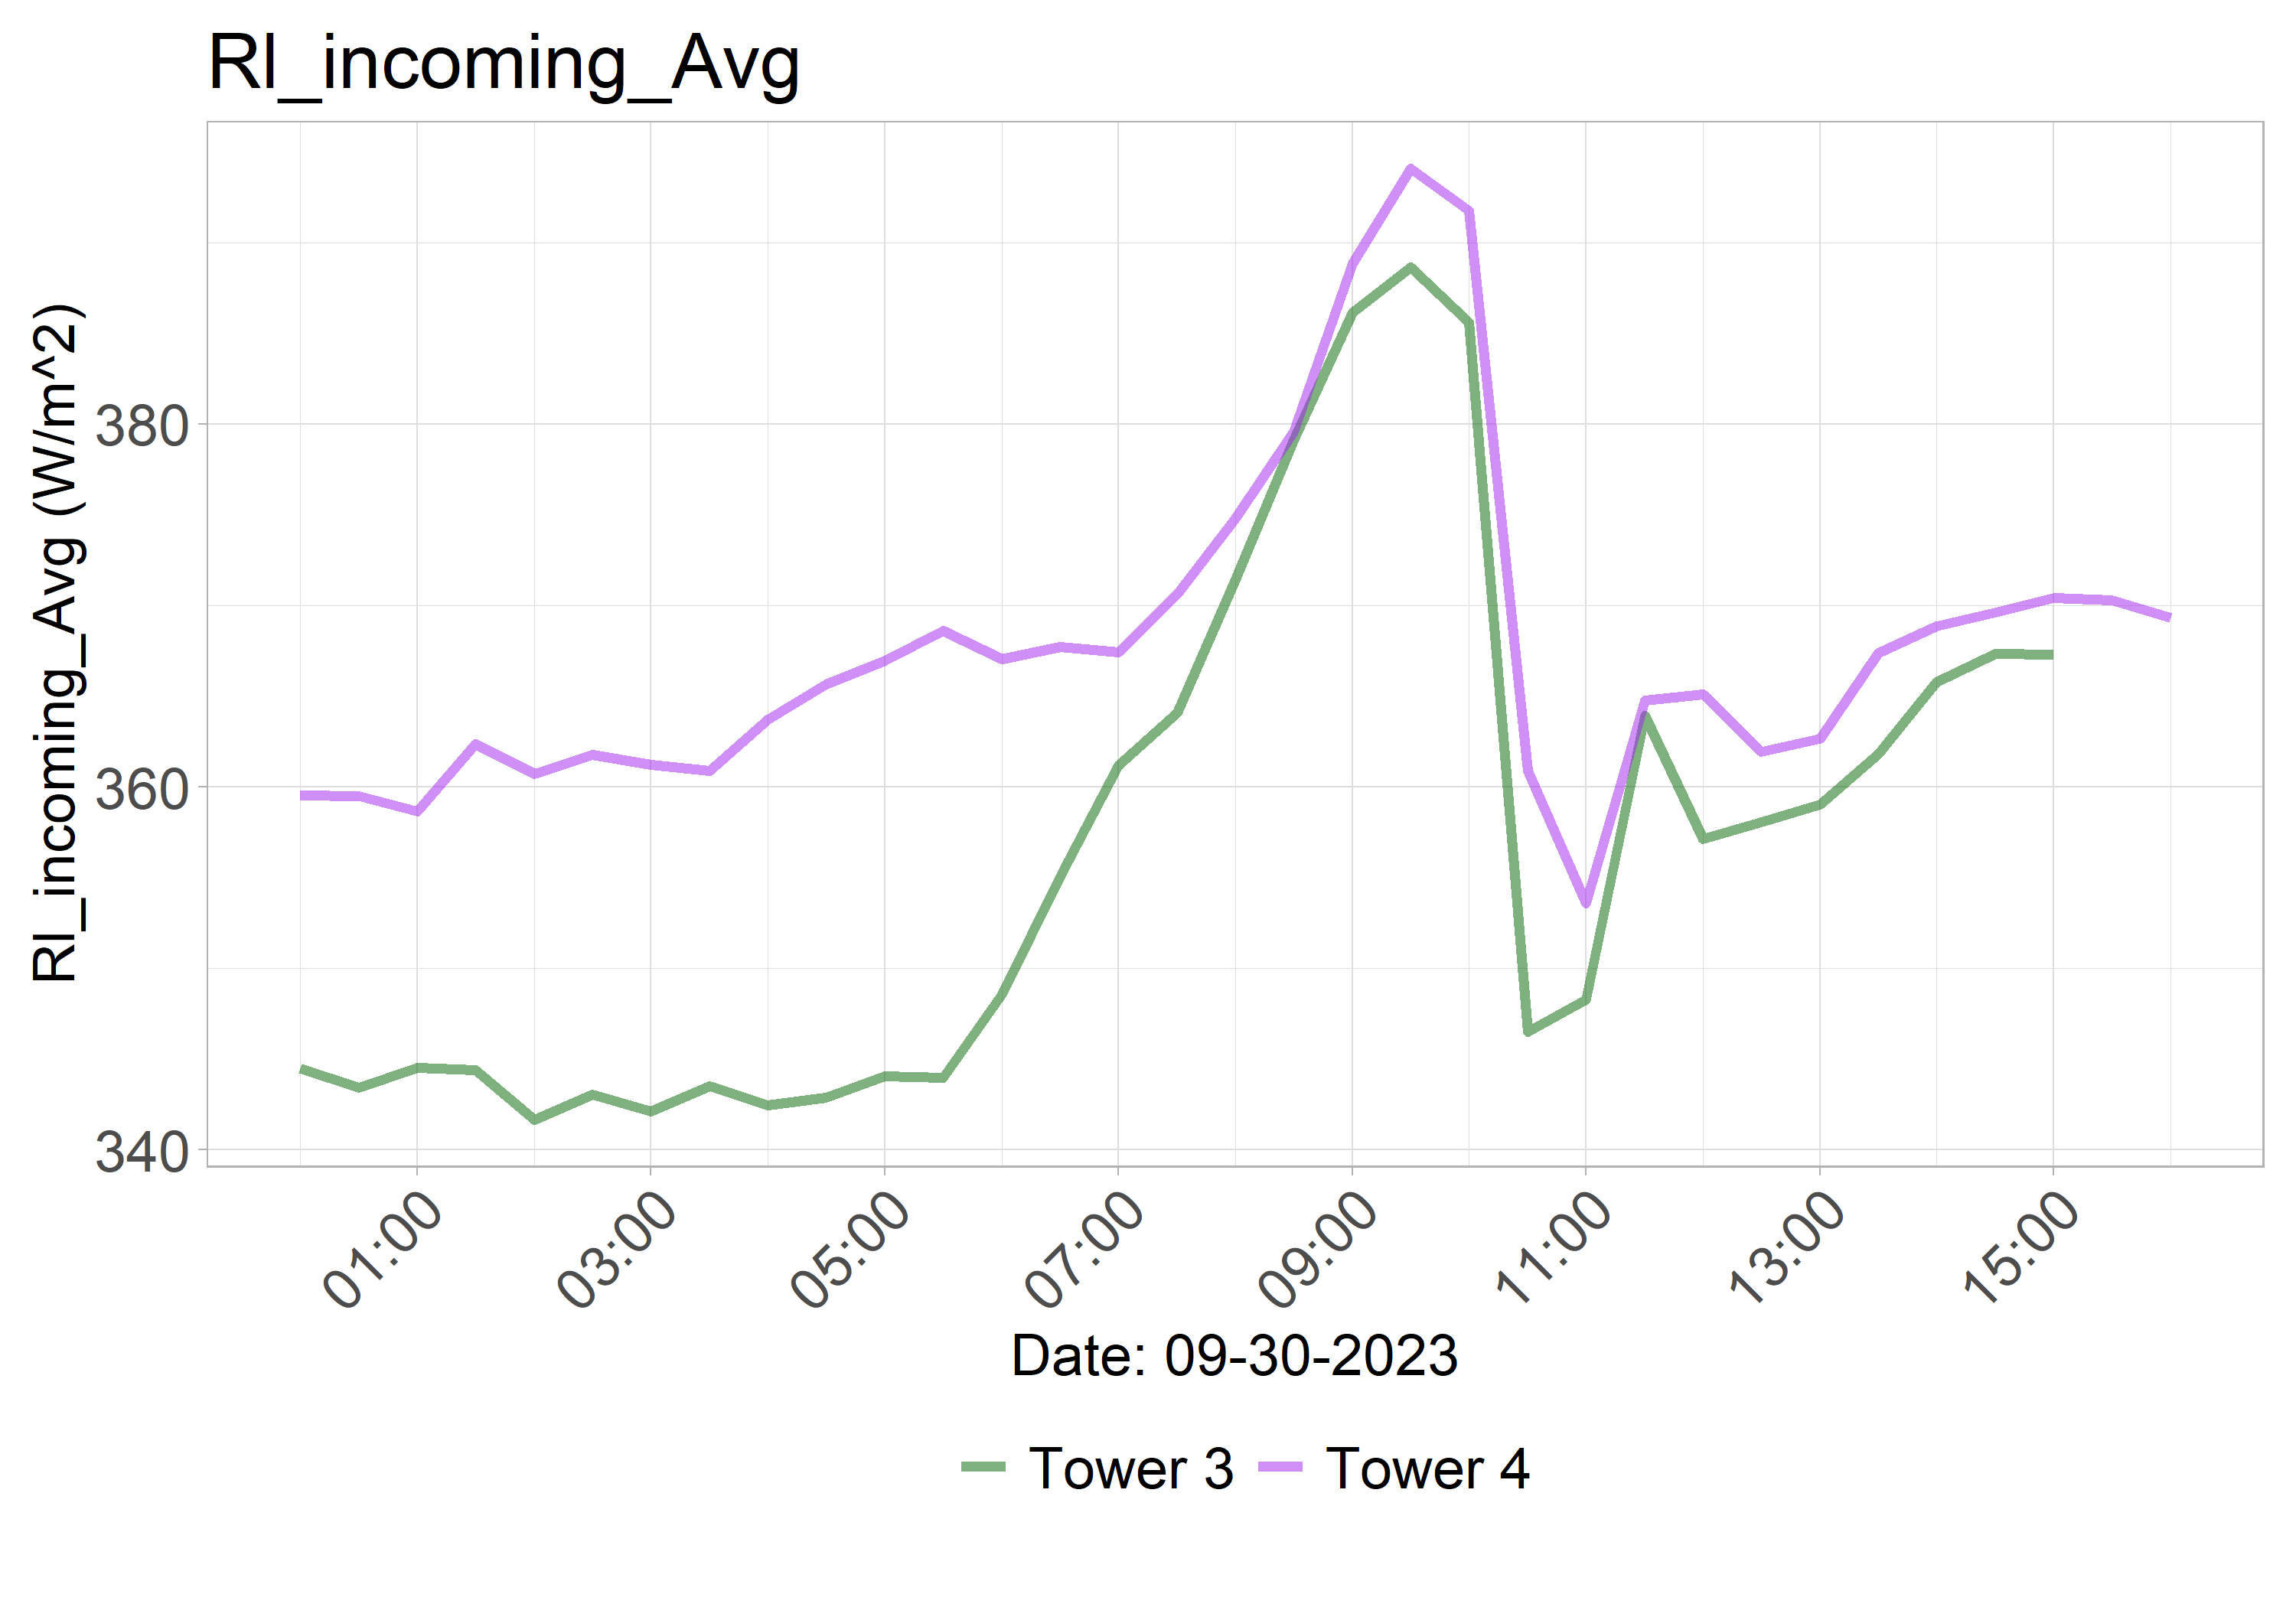 Rl_incoming_Avg
Rl_incoming_Avg (W/m^2)
380
360
340
01:00
03:00
05:00
07:00
09:00
11:00
13:00
15:00
Date: 09-30-2023
Tower 3
Tower 4